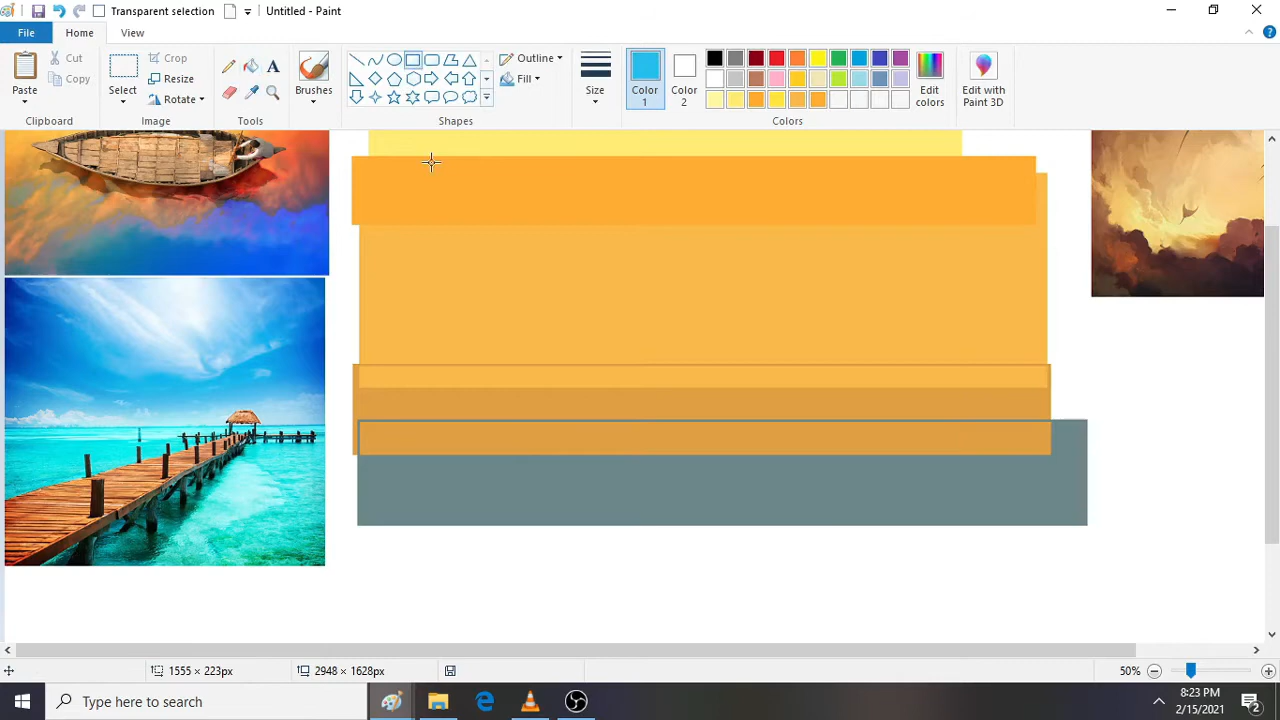 Transparent selection
Untitled - Paint
File
Home
View
Paste
Cut
Copy
Clipboard
Select
Crop
Resize
Rotate
Image
A
Tools
Brushes
Outline
Fill
Shapes
Size
Color
1
Color
2
Edit
colors
Edit with
Paint 3D
Colors
1555 × 223px
2948 × 1628px
50%
Type here to search
8:23 PM
2/15/2021
2